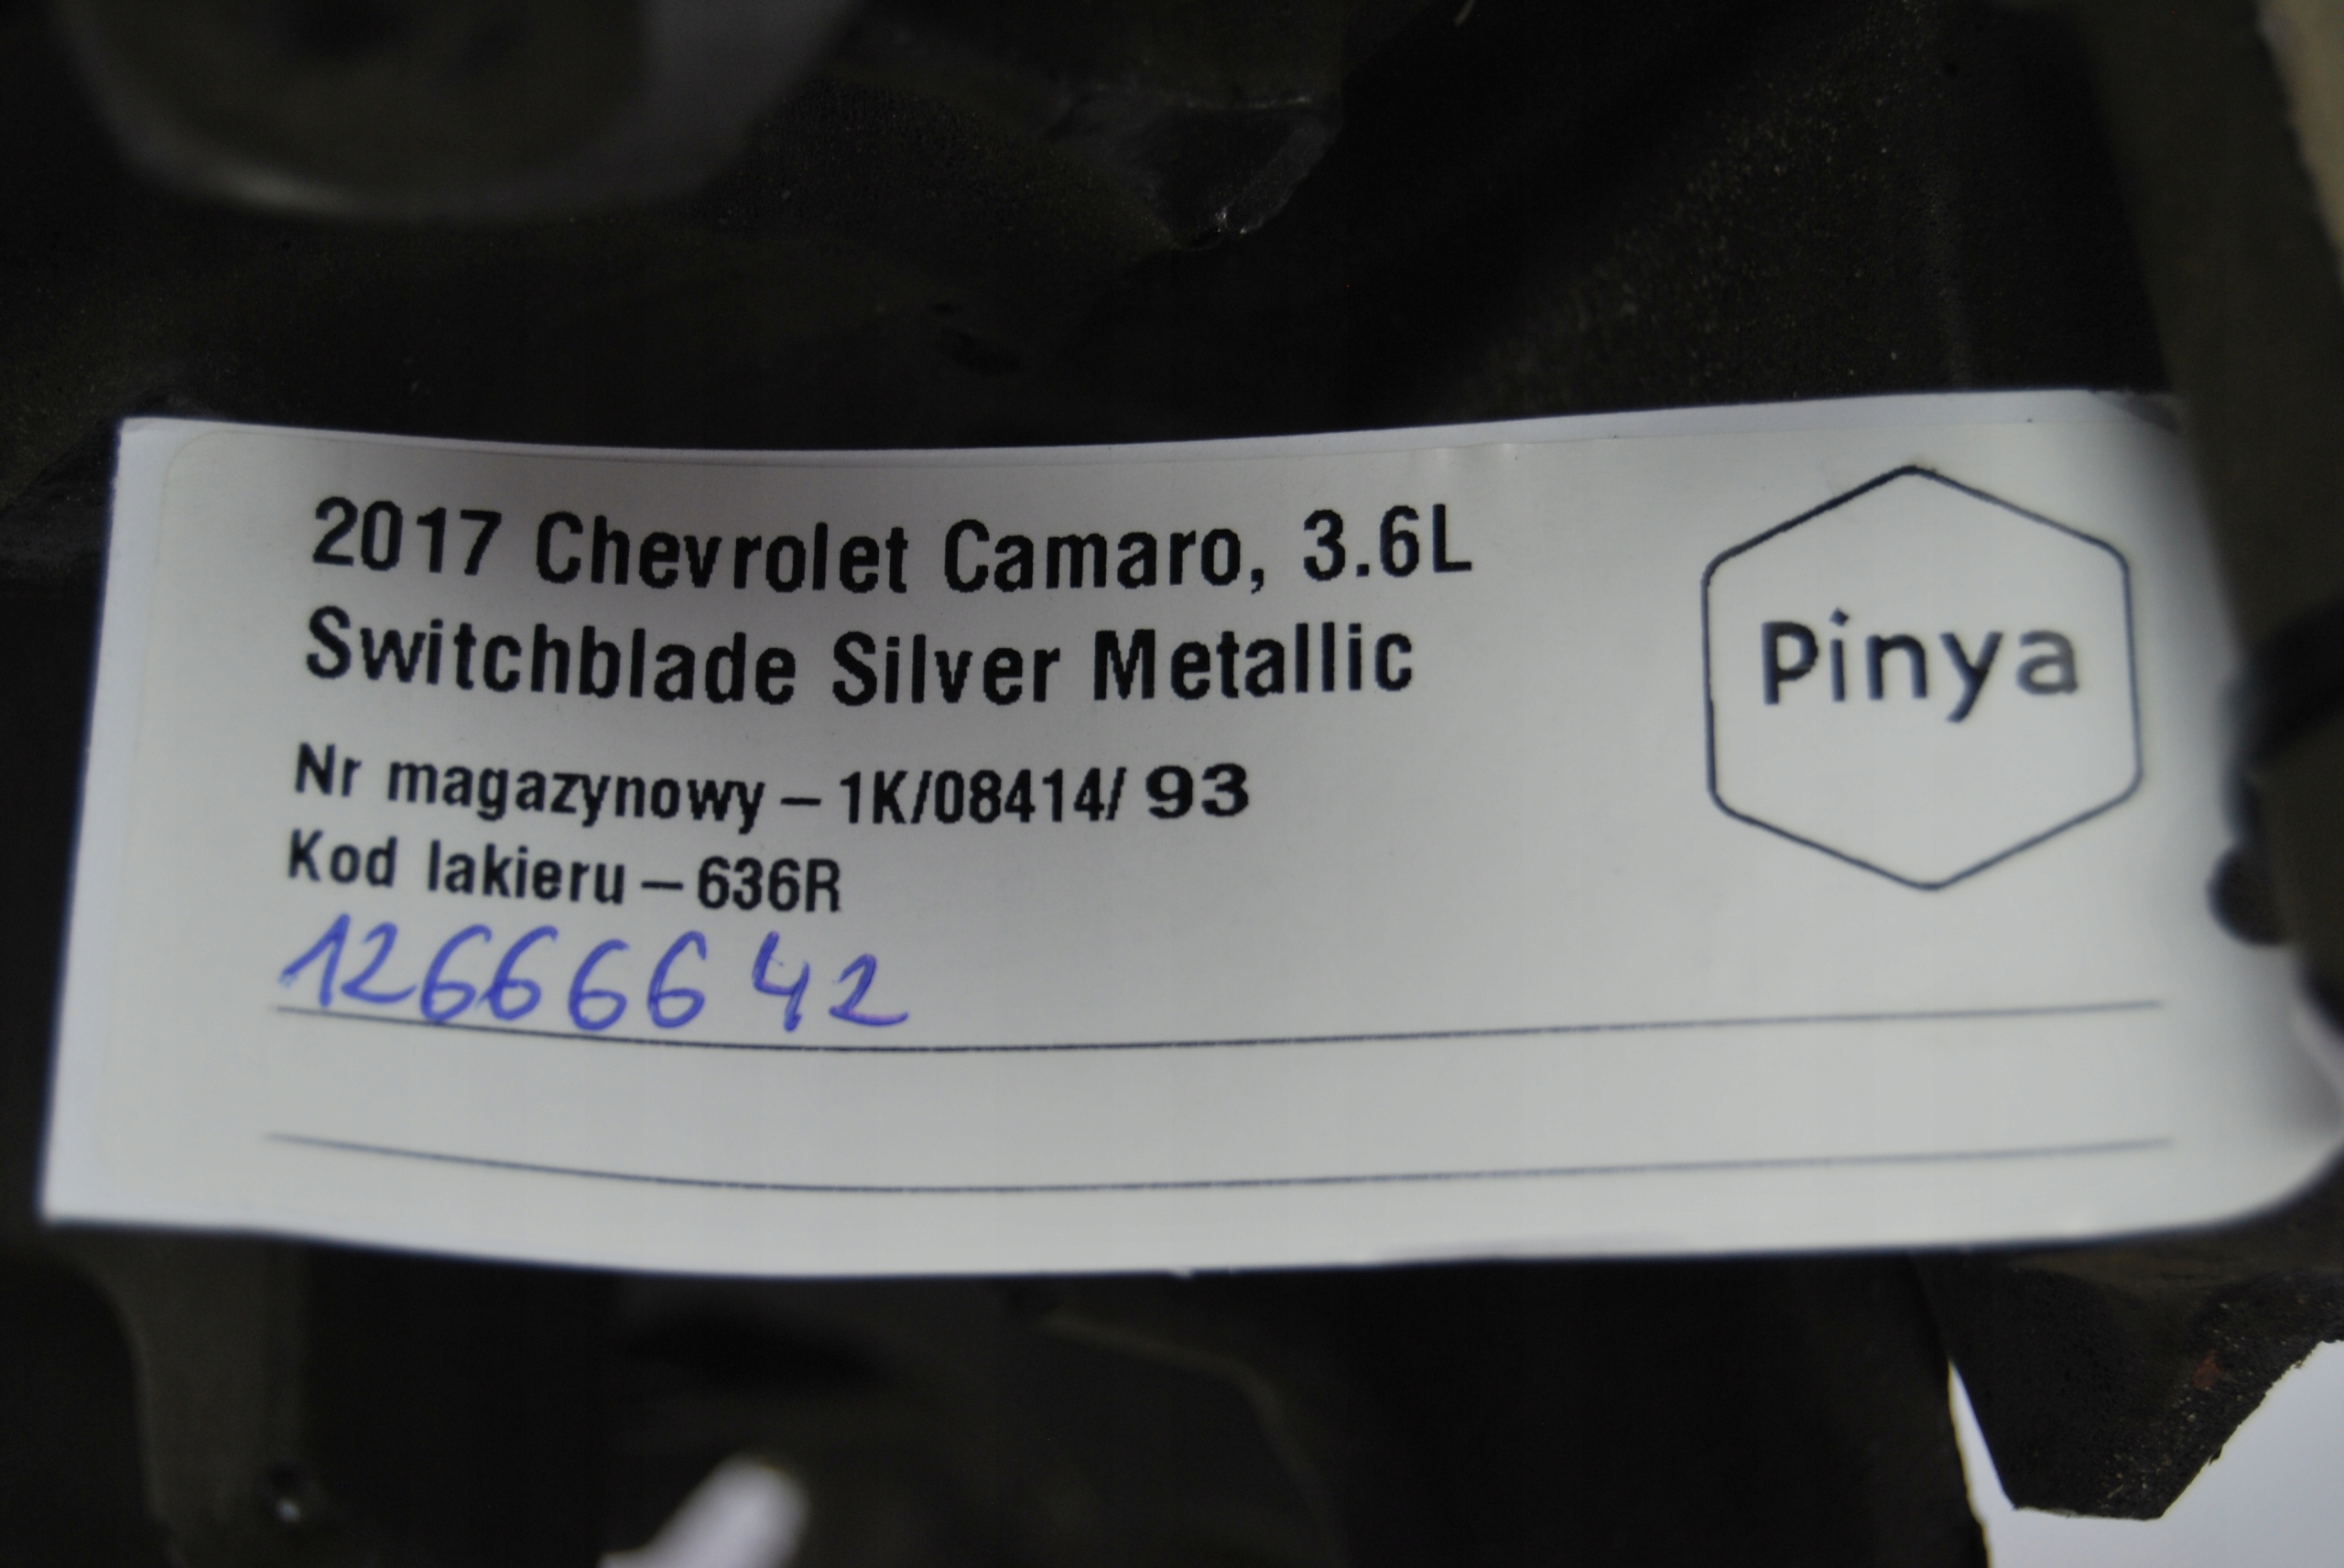 2017 Chevrolet Camaro, 3.6L
Switchblade Silver Metallic
Pinya
Nr magazynowy – 1K/08414/ 93
Kod lakieru – 636R
12666642